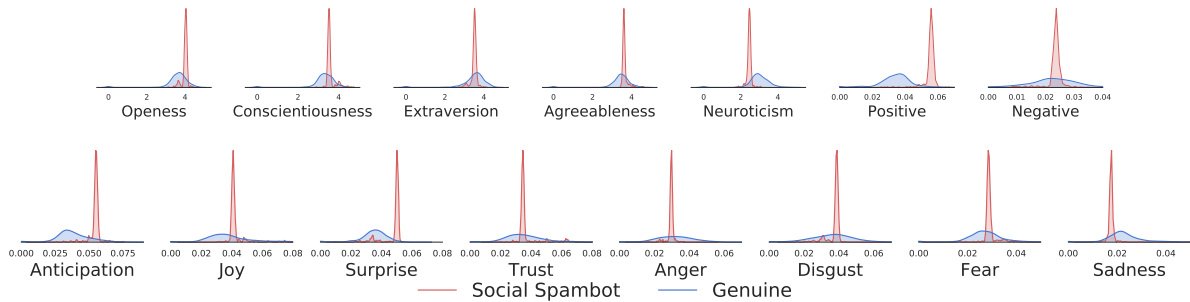 0 2 4 0 2 4 0 2 4 0 2 4 0 2 4 0.00 0.02 0.04 0.06 0.00 0.01 0.02 0.03 0.04
Openess Conscientiousness Extraversion Agreeableness Neuroticism Positive Negative
0.000 0.025 0.050 0.075 0.00 0.02 0.04 0.06 0.08 0.00 0.02 0.04 0.06 0.08 0.00 0.02 0.04 0.06 0.08 0.00 0.02 0.04 0.06 0.00 0.02 0.04 0.06 0.00 0.02 0.04 0.00 0.02 0.04
Anticipation Joy Surprise Trust Anger Disgust Fear Sadness
Social Spambot Genuine